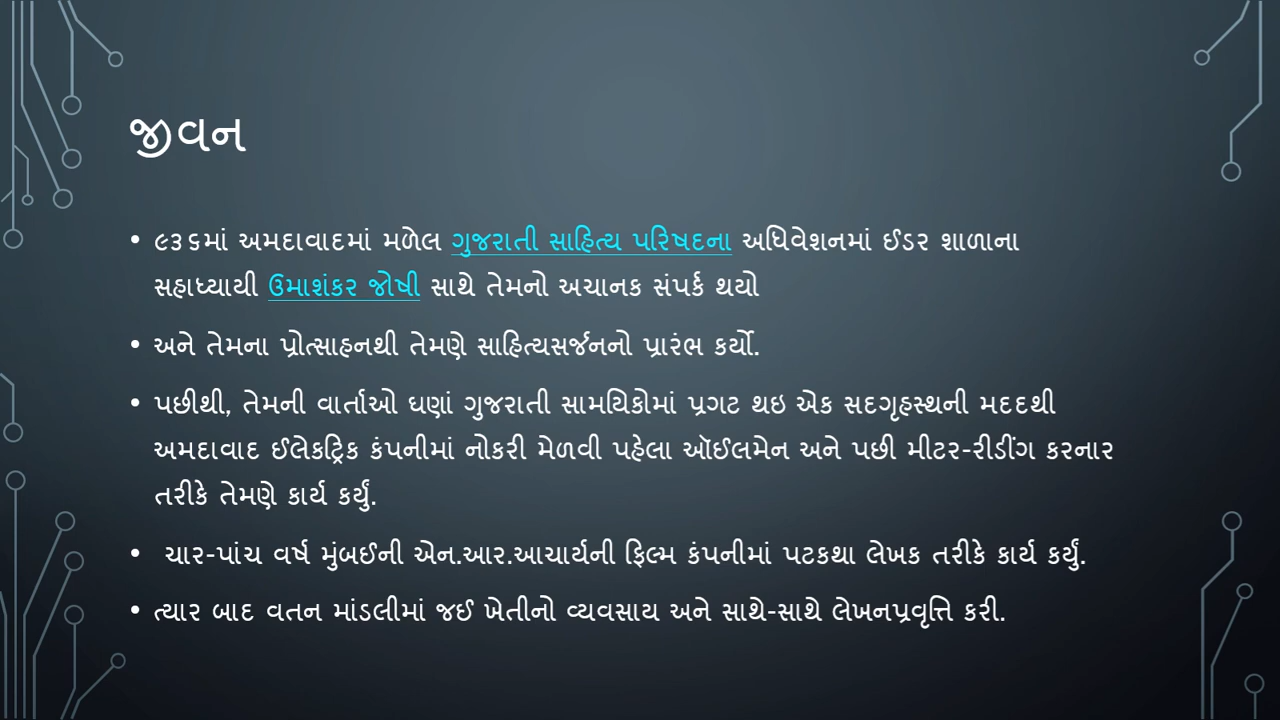 જીવન
• ૯૩૬માં અમદાવાદમાં મળેલ ગુજરાતી સાહિત્ય પરિષદના અધિવેશનમાં ઈડર શાળાના
સહાધ્યાયી ઉમાશંકર જોષી સાથે તેમનો અચાનક સંપર્ક થયો
• અને તેમના પ્રોત્સાહનથી તેમણે સાહિત્યસર્જનનો પ્રારંભ કર્યો.
• પછીથી, તેમની વાર્તાઓ ઘણાં ગુજરાતી સામયિકોમાં પ્રગટ થઇ એક સદગૃહસ્થની મદદથી
અમદાવાદ ઈલેકટ્રિક કંપનીમાં નોકરી મેળવી પહેલા ઑઈલમેન અને પછી મીટર-રીડીંગ કરનાર
તરીકે તેમણે કાર્ય કર્યું.
• ચાર-પાંચ વર્ષ મુંબઈની એન.આર.આચાર્યની ફિલ્મ કંપનીમાં પટકથા લેખક તરીકે કાર્ય કર્યું.
• ત્યાર બાદ વતન માંડલીમાં જઈ ખેતીનો વ્યવસાય અને સાથે-સાથે લેખનપ્રવૃત્તિ કરી.